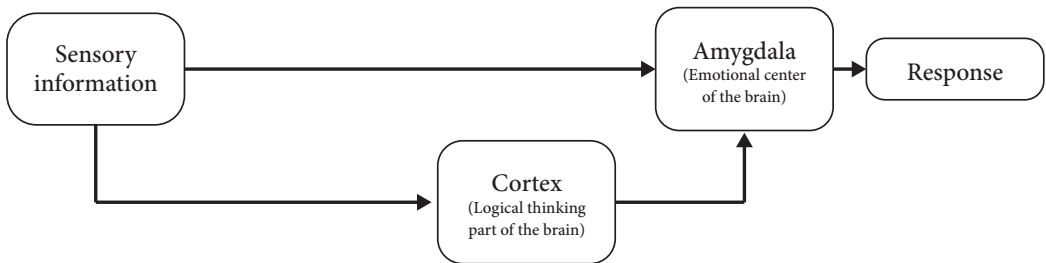 Sensory
information
Amygdala
(Emotional center
of the brain)
Response
Cortex
(Logical thinking
part of the brain)